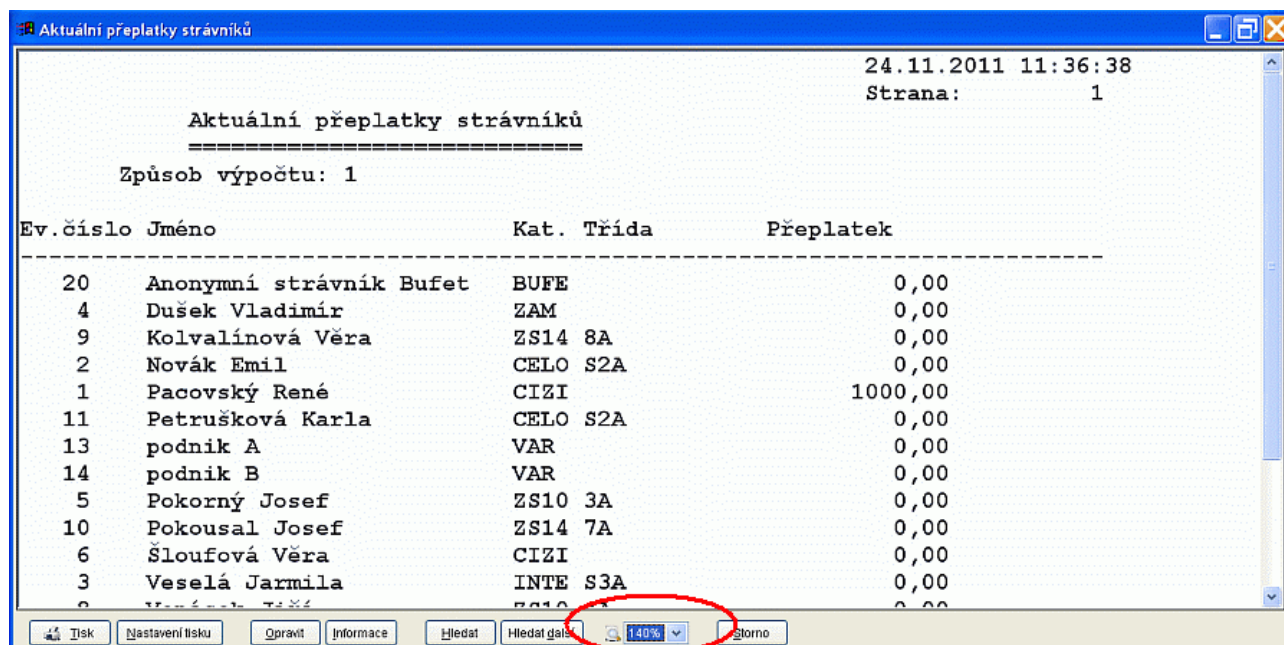 Aktuální přeplatky strávníků
24.11.2011 11:36:38
Strana: 1
Aktuální přeplatky strávníků
============================
Způsob výpočtu: 1
Ev.číslo Jméno Kat. Třída Přeplatek
-----------------------------------------------------------------------------
20 Anonymní strávník Bufet BUFE 0,00
4 Dušek Vladimír ZAM 0,00
9 Kolvalínová Věra ZS14 8A 0,00
2 Novák Emil CELO S2A 0,00
1 Pacovský René CIZI 1000,00
11 Petrušková Karla CELO S2A 0,00
13 podnik A VAR 0,00
14 podnik B VAR 0,00
5 Pokorný Josef ZS10 3A 0,00
10 Pokousal Josef ZS14 7A 0,00
6 Šloufová Věra CIZI 0,00
3 Veselá Jarmila INTE S3A 0,00
Tisk Nastavení tisku Opravit Informace Hledat Hledat další 140% Storno